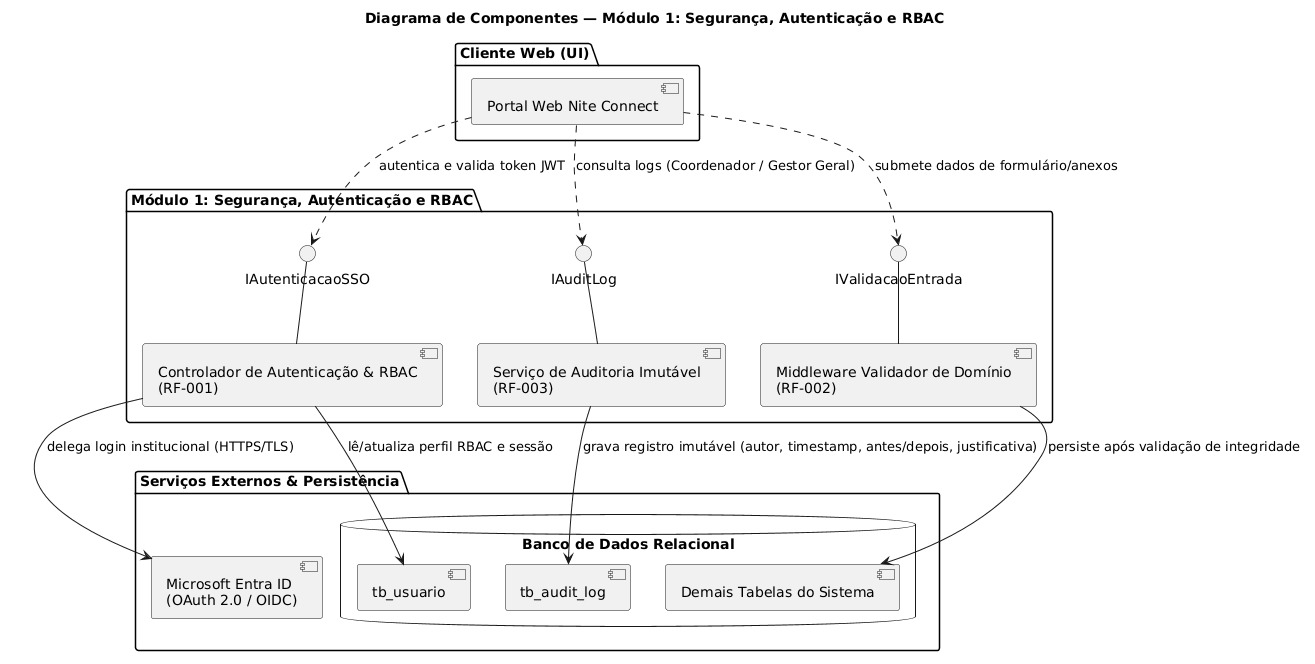 Diagrama de Componentes — Módulo 1: Segurança, Autenticação e RBAC
Cliente Web (UI)
Portal Web Nite Connect
autentica e valida token JWT
consulta logs (Coordenador / Gestor Geral)
submete dados de formulário/anexos
Módulo 1: Segurança, Autenticação e RBAC
IAutenticacaoSSO
IAuditLog
IValidacaoEntrada
Controlador de Autenticação & RBAC
(RF-001)
Serviço de Auditoria Imutável
(RF-003)
Middleware Validador de Domínio
(RF-002)
delega login institucional (HTTPS/TLS)
lê/atualiza perfil RBAC e sessão
grava registro imutável (autor, timestamp, antes/depois, justificativa)
persiste após validação de integridade
Serviços Externos & Persistência
Banco de Dados Relacional
Microsoft Entra ID
(OAuth 2.0 / OIDC)
tb_usuario
tb_audit_log
Demais Tabelas do Sistema